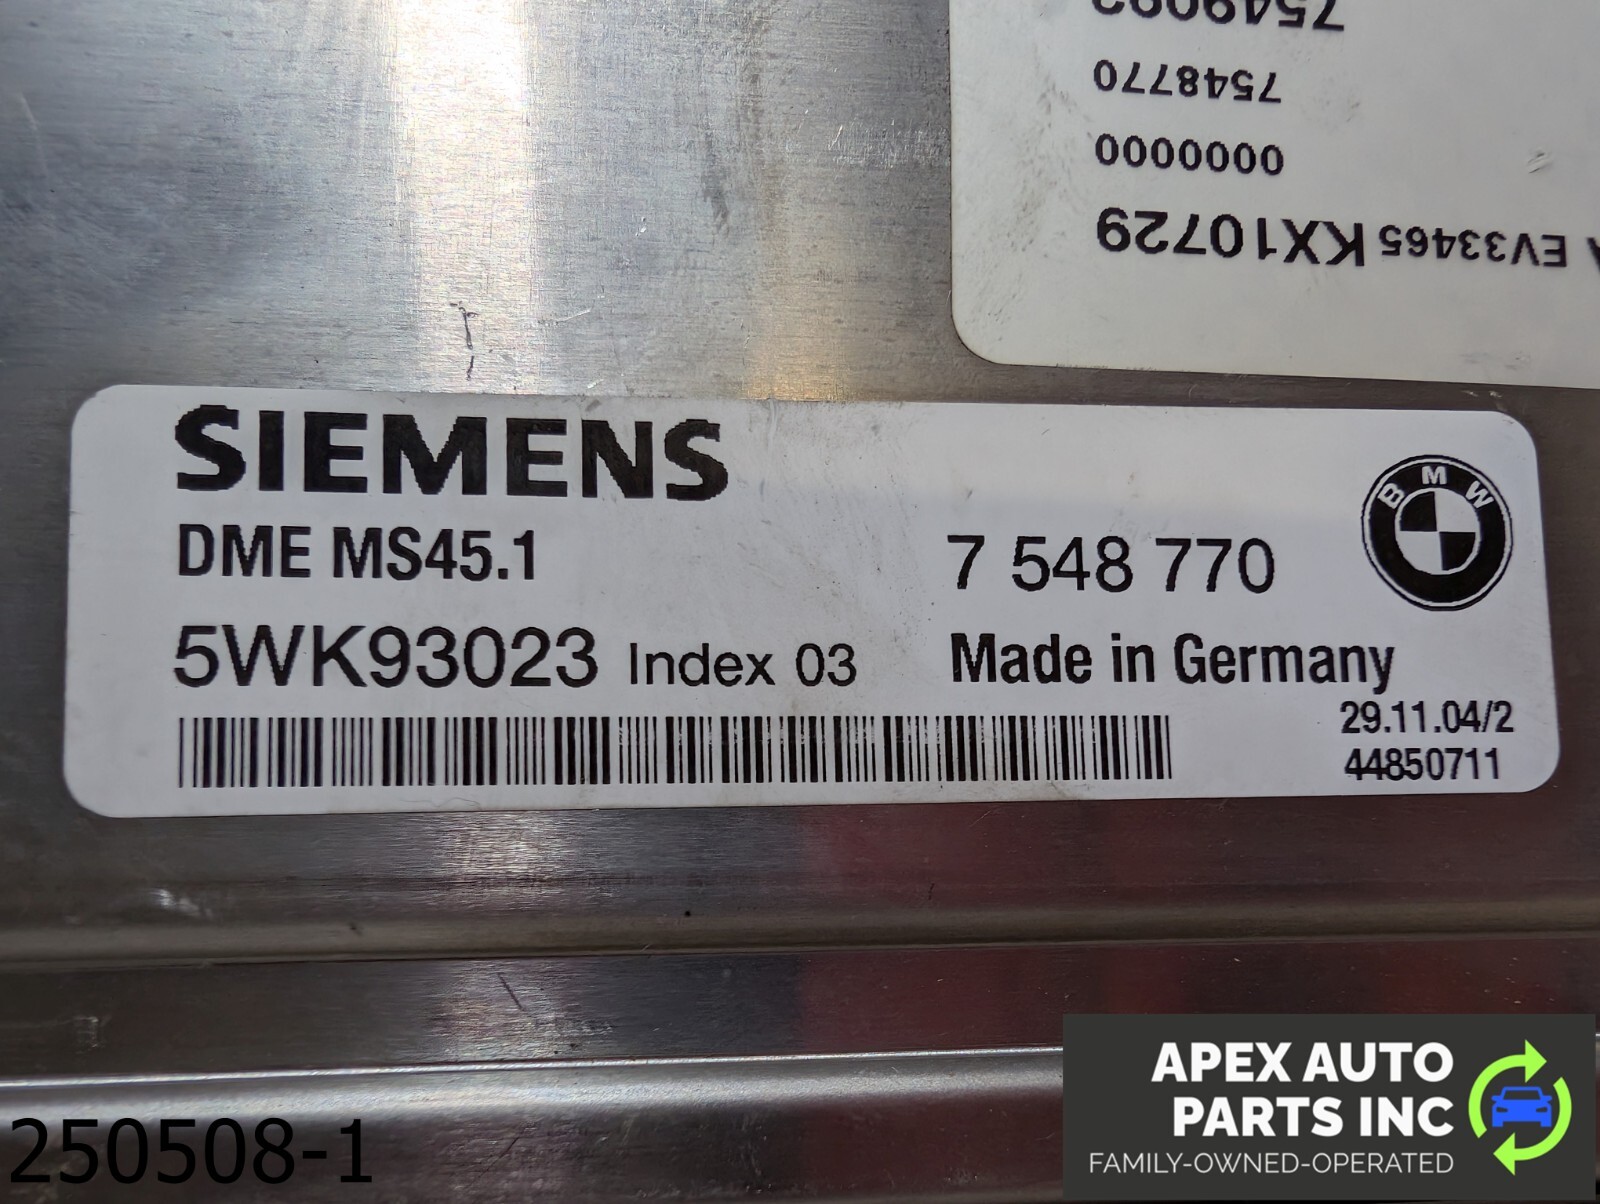 7549092
7548770
0000000
EV33465 KX10729
SIEMENS
DME MS45.1
7 548 770
BMW
5WK93023 Index 03
Made in Germany
29.11.04/2
44850711
250508-1
APEX AUTO
PARTS INC
FAMILY-OWNED-OPERATED